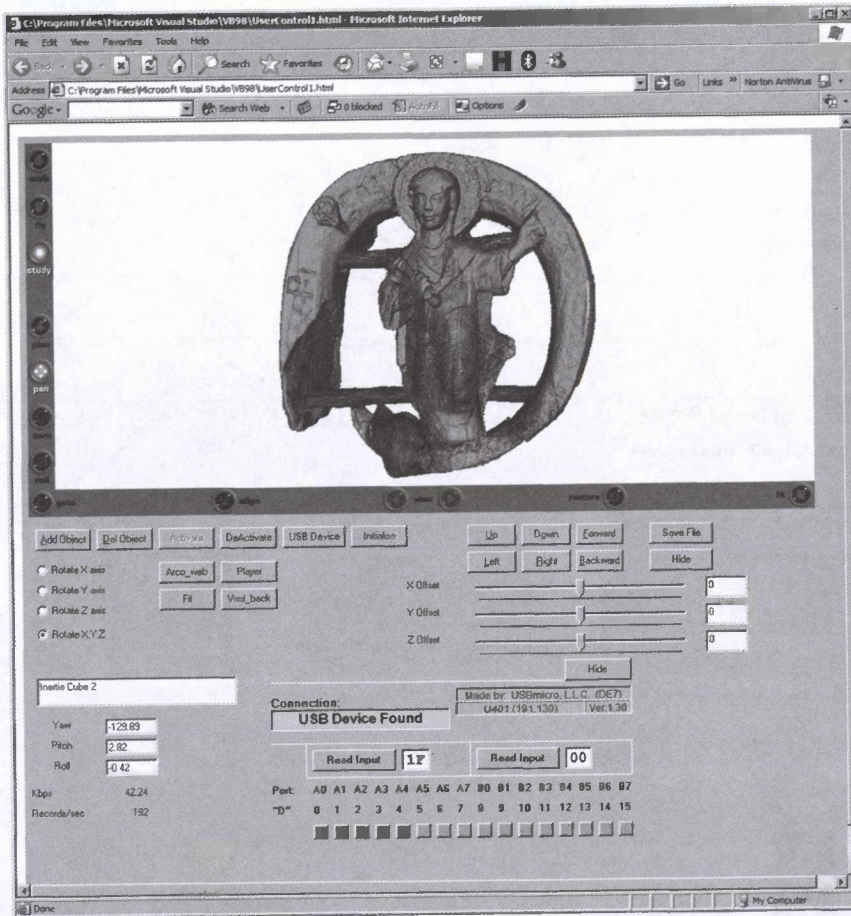 C:\Program Files\Microsoft Visual Studio\VB98\UserControl1.html - Microsoft Internet Explorer
File Edit View Favorites Tools Help
Back Search Favorites
Address C:\Program Files\Microsoft Visual Studio\VB98\UserControl1.html Go Links » Norton AntiVirus
Google Search Web 0 blocked AutoFill Options
study
pan
goto align view restore fit
Add Object Del Object Activate DeActivate USB Device Initialise Up Down Forward Save File
Left Right Backward Hide
Rotate X axis Arco_web Player
Rotate Y axis Fit
Rotate Z axis
Rotate X,Y,Z
X Offset 0
Y Offset 0
Z Offset 0
Hide
Inertia Cube 2
Connection:
USB Device Found
Made by: USBmicro, L.L.C. (DE7)
U401 (191.130) Ver.1.30
Yaw -129.89
Pitch 2.82
Roll -0.42
Read Input 1F Read Input 00
Kbps 42.24
Records/sec 192
Port: A0 A1 A2 A3 A4 A5 A6 A7 B0 B1 B2 B3 B4 B5 B6 B7
"D" 0 1 2 3 4 5 6 7 8 9 10 11 12 13 14 15
Done My Computer